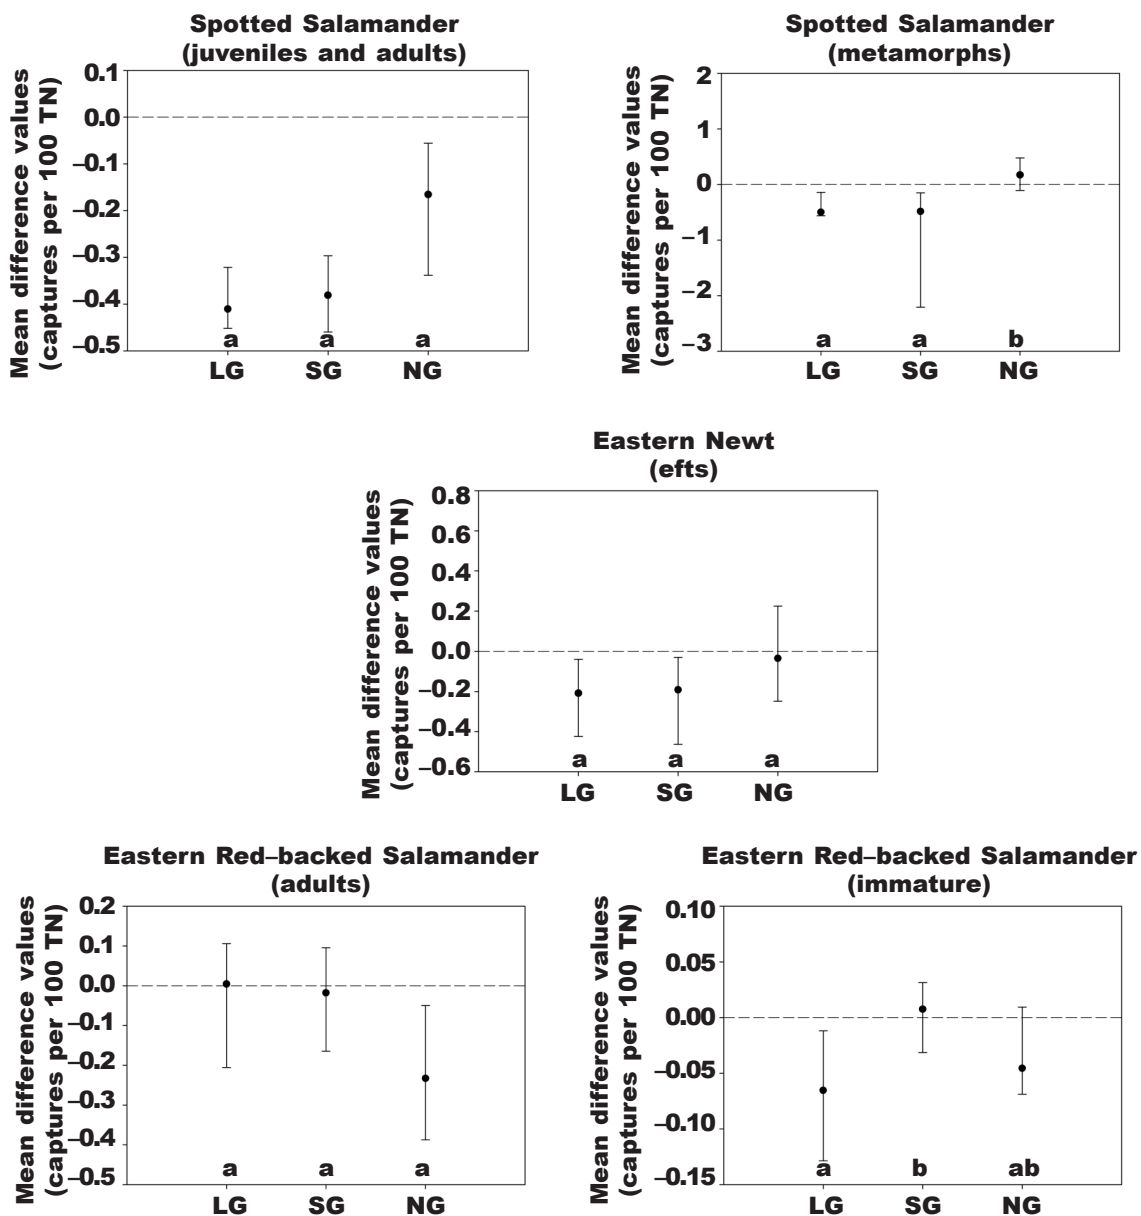 Spotted Salamander
(juveniles and adults)
Mean difference values
(captures per 100 TN)
0.1
0.0
–0.1
–0.2
–0.3
–0.4
–0.5
a a a
LG SG NG
Spotted Salamander
(metamorphs)
Mean difference values
(captures per 100 TN)
2
1
0
–1
–2
–3
a a b
LG SG NG
Eastern Newt
(efts)
Mean difference values
(captures per 100 TN)
0.8
0.6
0.4
0.2
0.0
–0.2
–0.4
–0.6
a a a
LG SG NG
Eastern Red–backed Salamander
(adults)
Mean difference values
(captures per 100 TN)
0.2
0.1
0.0
–0.1
–0.2
–0.3
–0.4
–0.5
a a a
LG SG NG
Eastern Red–backed Salamander
(immature)
Mean difference values
(captures per 100 TN)
0.10
0.05
0.00
–0.05
–0.10
–0.15
a b ab
LG SG NG